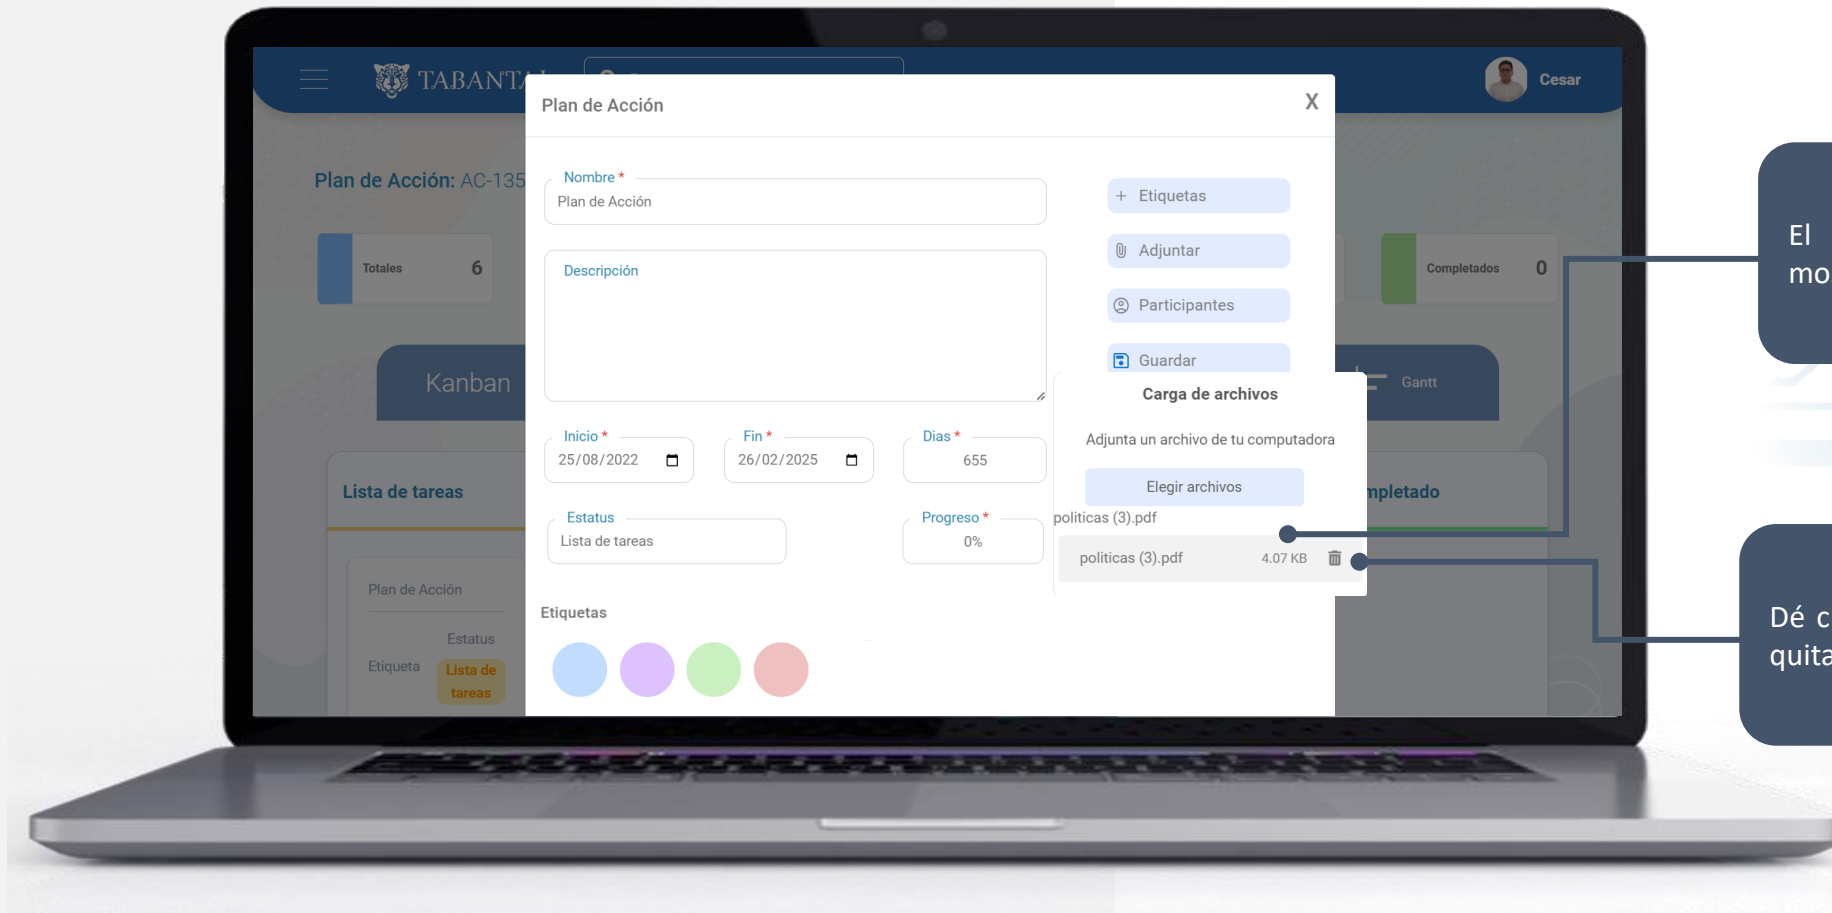 TABANTA
Cesar
Plan de Acción: AC-135
Totales 6
Completados 0
Kanban
Gantt
Lista de tareas
mpletado
Plan de Acción
Estatus
Etiqueta
Lista de
tareas
Plan de Acción
X
Nombre *
Plan de Acción
Descripción
Inicio *
25/08/2022
Fin *
26/02/2025
Dias *
655
Estatus
Lista de tareas
Progreso *
0%
Etiquetas
+ Etiquetas
Adjuntar
Participantes
Guardar
Carga de archivos
Adjunta un archivo de tu computadora
Elegir archivos
politicas (3).pdf
politicas (3).pdf 4.07 KB
El
mo
Dé c
quita